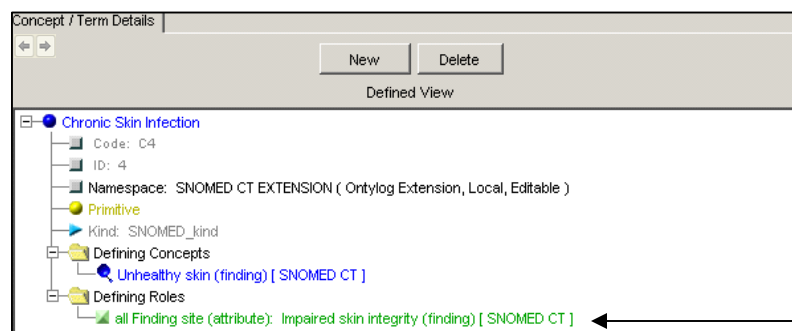 Concept / Term Details
New Delete
Defined View
Chronic Skin Infection
Code: C4
ID: 4
Namespace: SNOMED CT EXTENSION ( Ontylog Extension, Local, Editable )
Primitive
Kind: SNOMED_kind
Defining Concepts
Unhealthy skin (finding) [ SNOMED CT ]
Defining Roles
all Finding site (attribute): Impaired skin integrity (finding) [ SNOMED CT ]